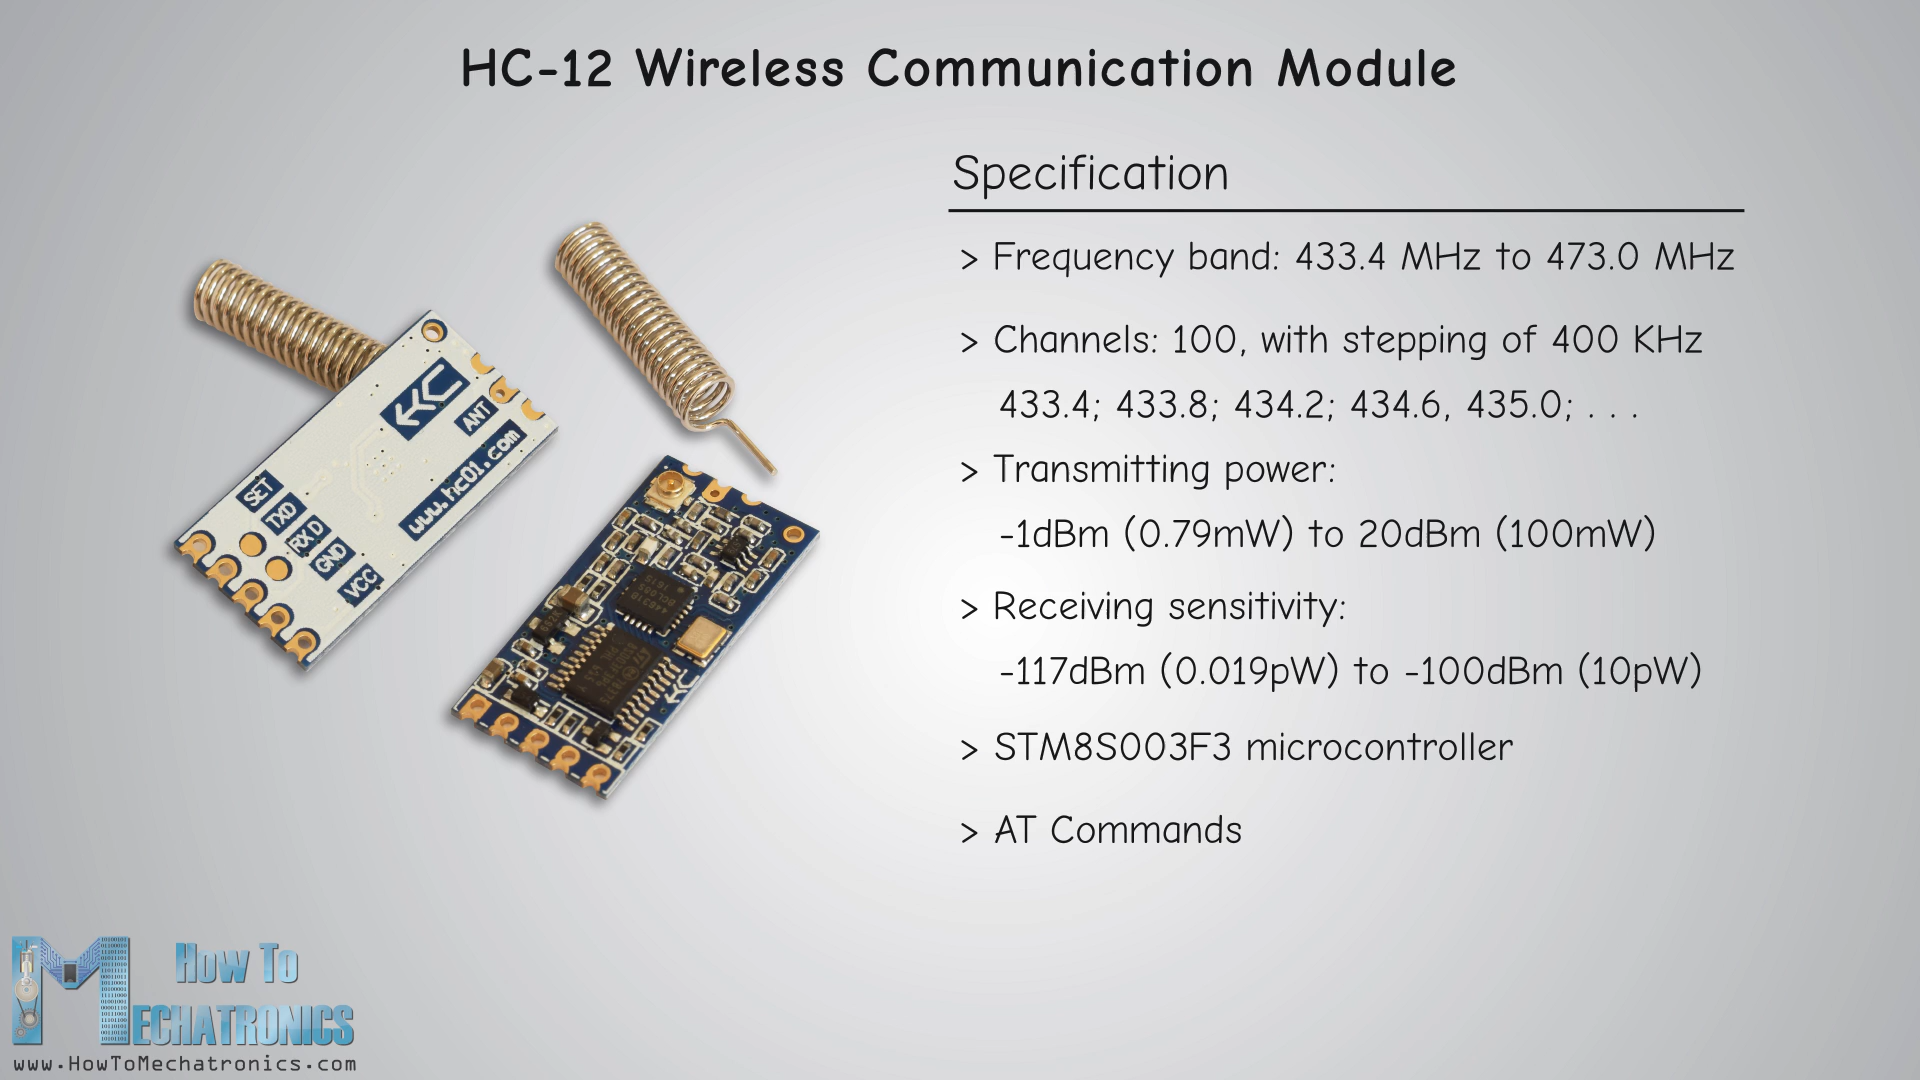 HC-12 Wireless Communication Module
Specification
> Frequency band: 433.4 MHz to 473.0 MHz
> Channels: 100, with stepping of 400 KHz
433.4; 433.8; 434.2; 434.6, 435.0; . . .
> Transmitting power:
-1dBm (0.79mW) to 20dBm (100mW)
> Receiving sensitivity:
-117dBm (0.019pW) to -100dBm (10pW)
> STM8S003F3 microcontroller
> AT Commands
HC
ANT
www.hc01.com
SET
TXD
RXD
GND
VCC
How To
MECHATRONICS
www.HowToMechatronics.com